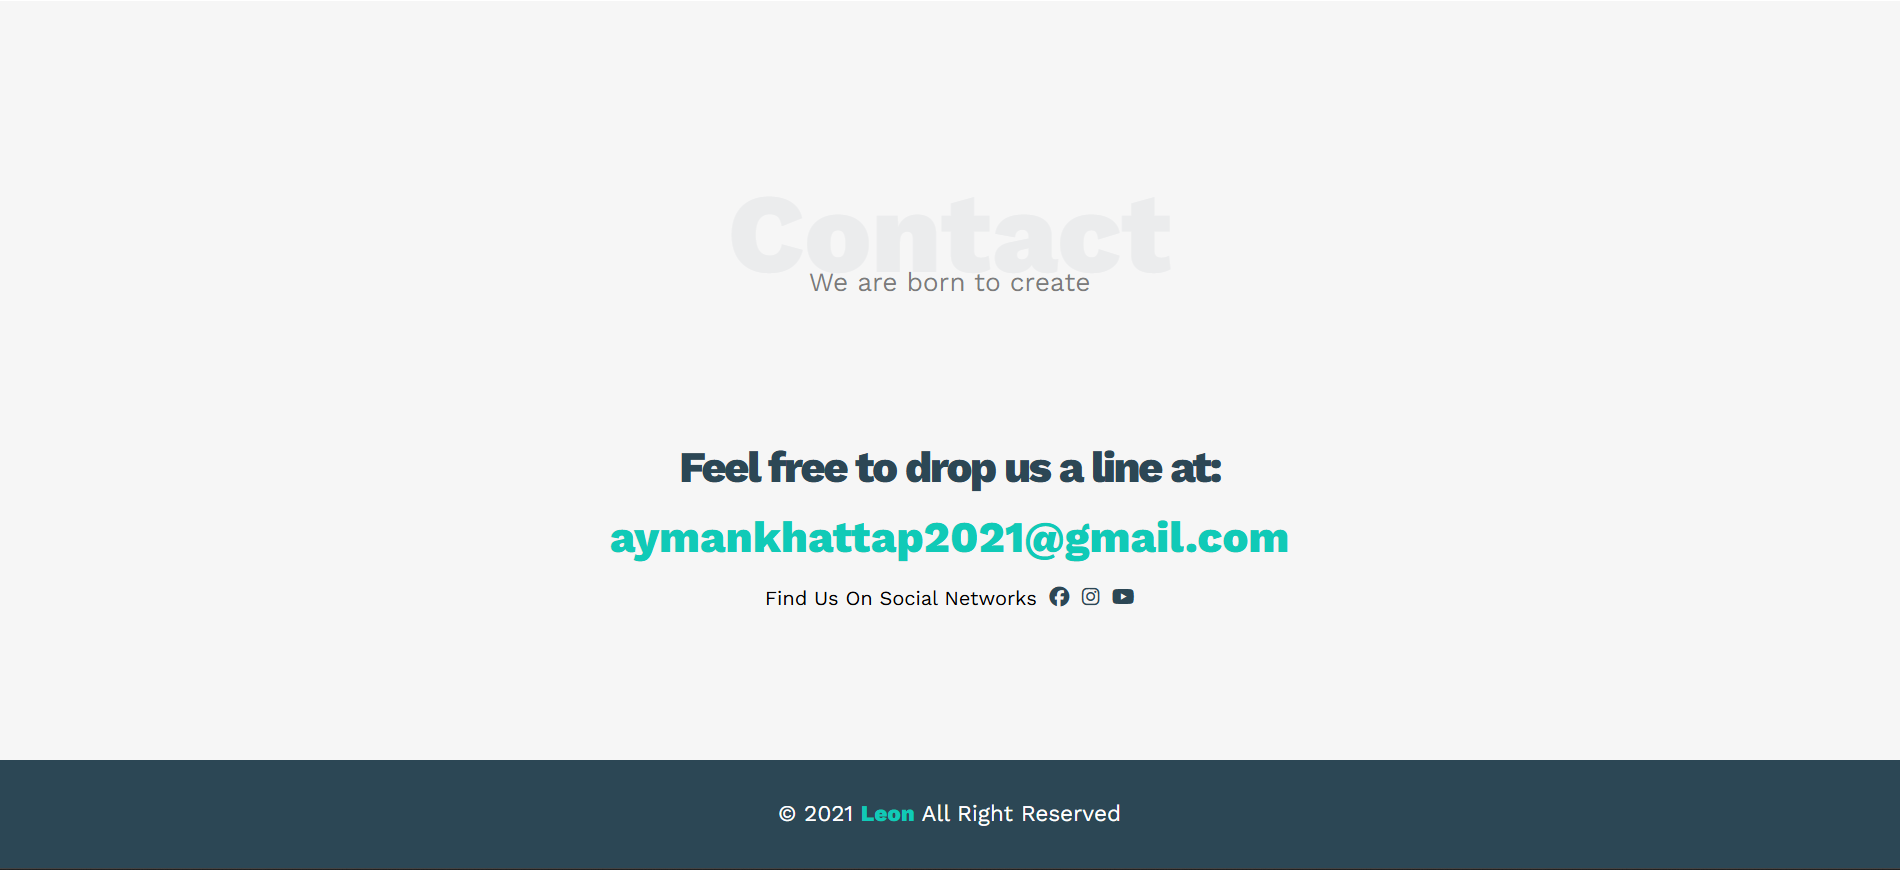 Contact
We are born to create
Feel free to drop us a line at:
aymankhattap2021@gmail.com
Find Us On Social Networks
© 2021 Leon All Right Reserved